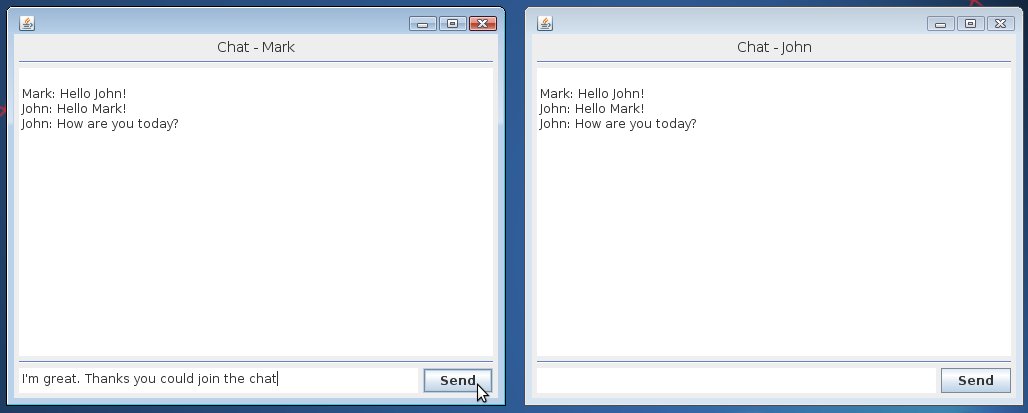 Chat - Mark
Mark: Hello John!
John: Hello Mark!
John: How are you today?
I'm great. Thanks you could join the chat
Send
Chat - John
Mark: Hello John!
John: Hello Mark!
John: How are you today?
Send